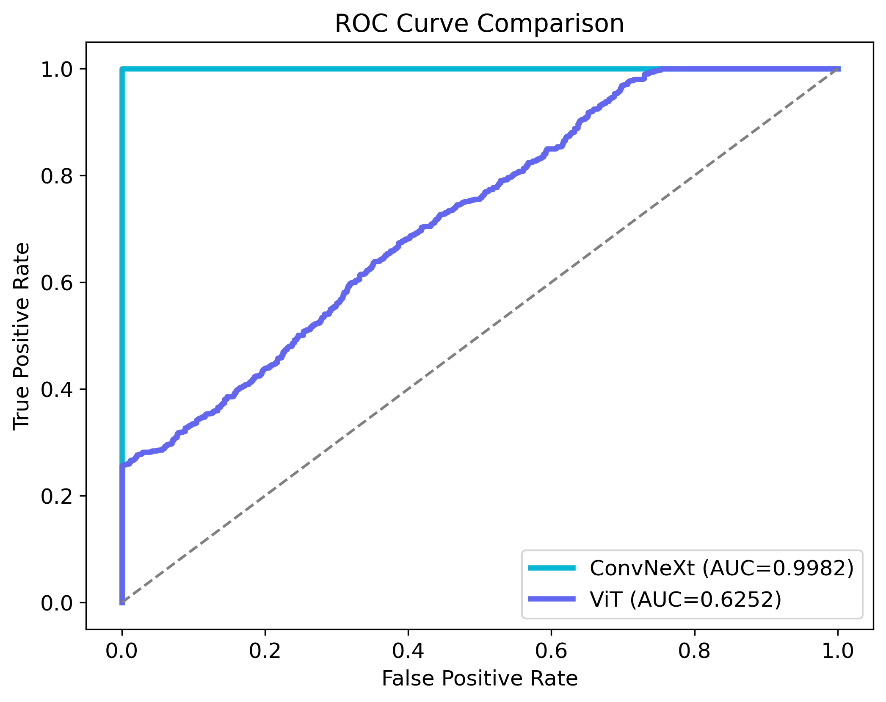 ROC Curve Comparison
True Positive Rate
1.0
0.8
0.6
0.4
0.2
0.0
ConvNeXt (AUC=0.9982)
ViT (AUC=0.6252)
0.0 0.2 0.4 0.6 0.8 1.0
False Positive Rate